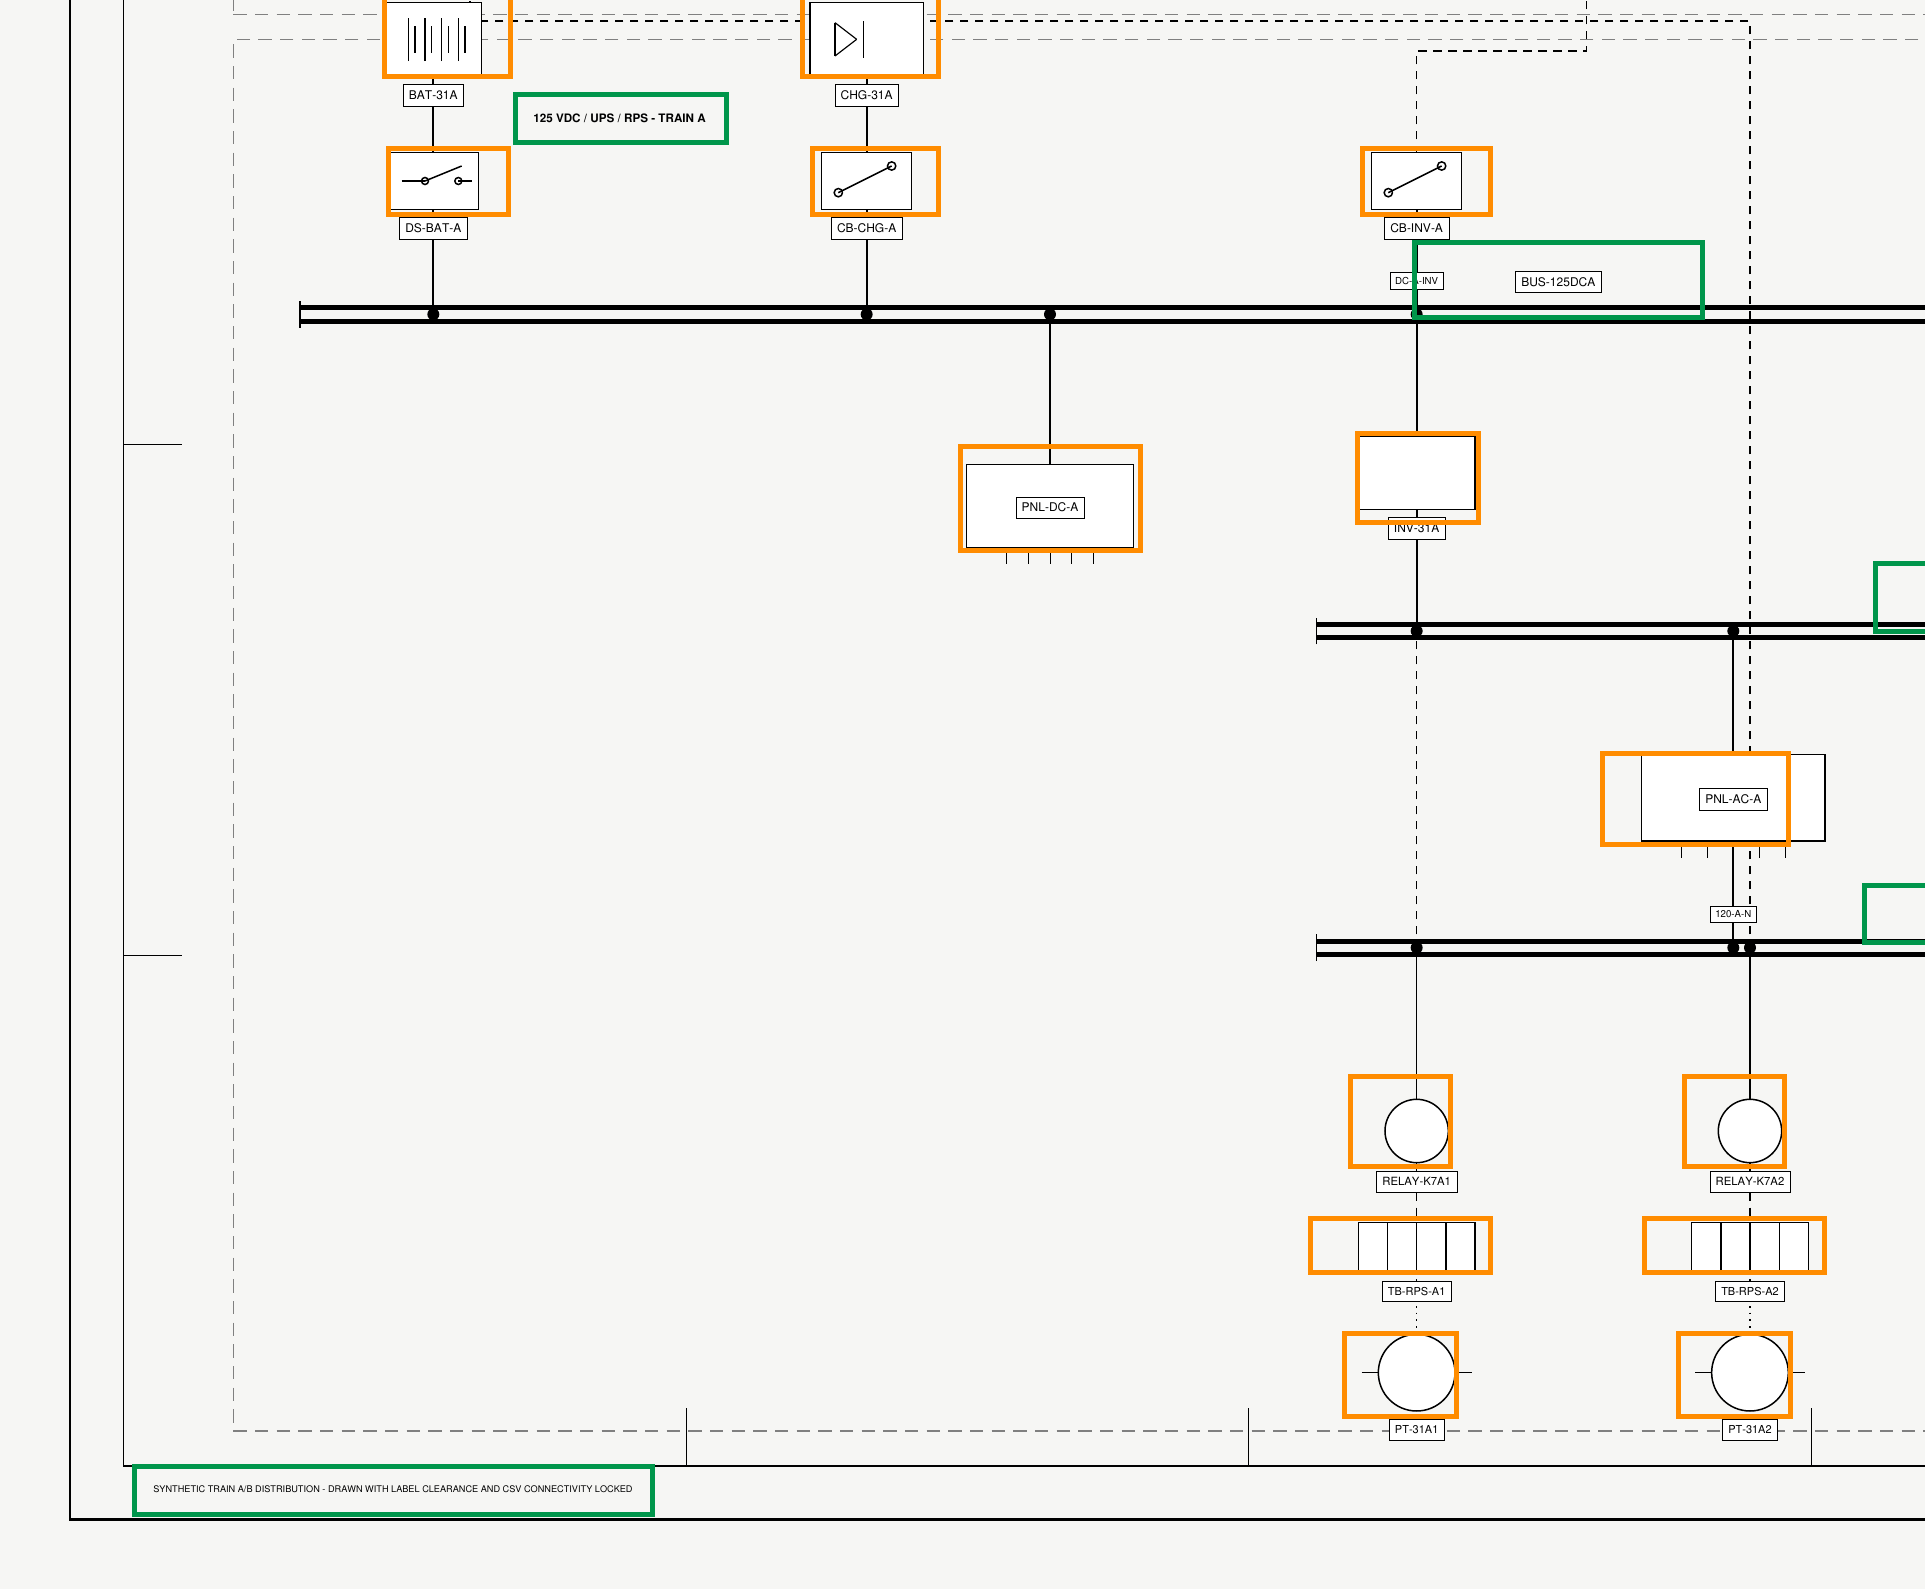 BAT-31A
CHG-31A
125 VDC / UPS / RPS - TRAIN A
DS-BAT-A
CB-CHG-A
CB-INV-A
DC-A-INV
BUS-125DCA
PNL-DC-A
INV-31A
PNL-AC-A
120-A-N
RELAY-K7A1
RELAY-K7A2
TB-RPS-A1
TB-RPS-A2
PT-31A1
PT-31A2
SYNTHETIC TRAIN A/B DISTRIBUTION - DRAWN WITH LABEL CLEARANCE AND CSV CONNECTIVITY LOCKED